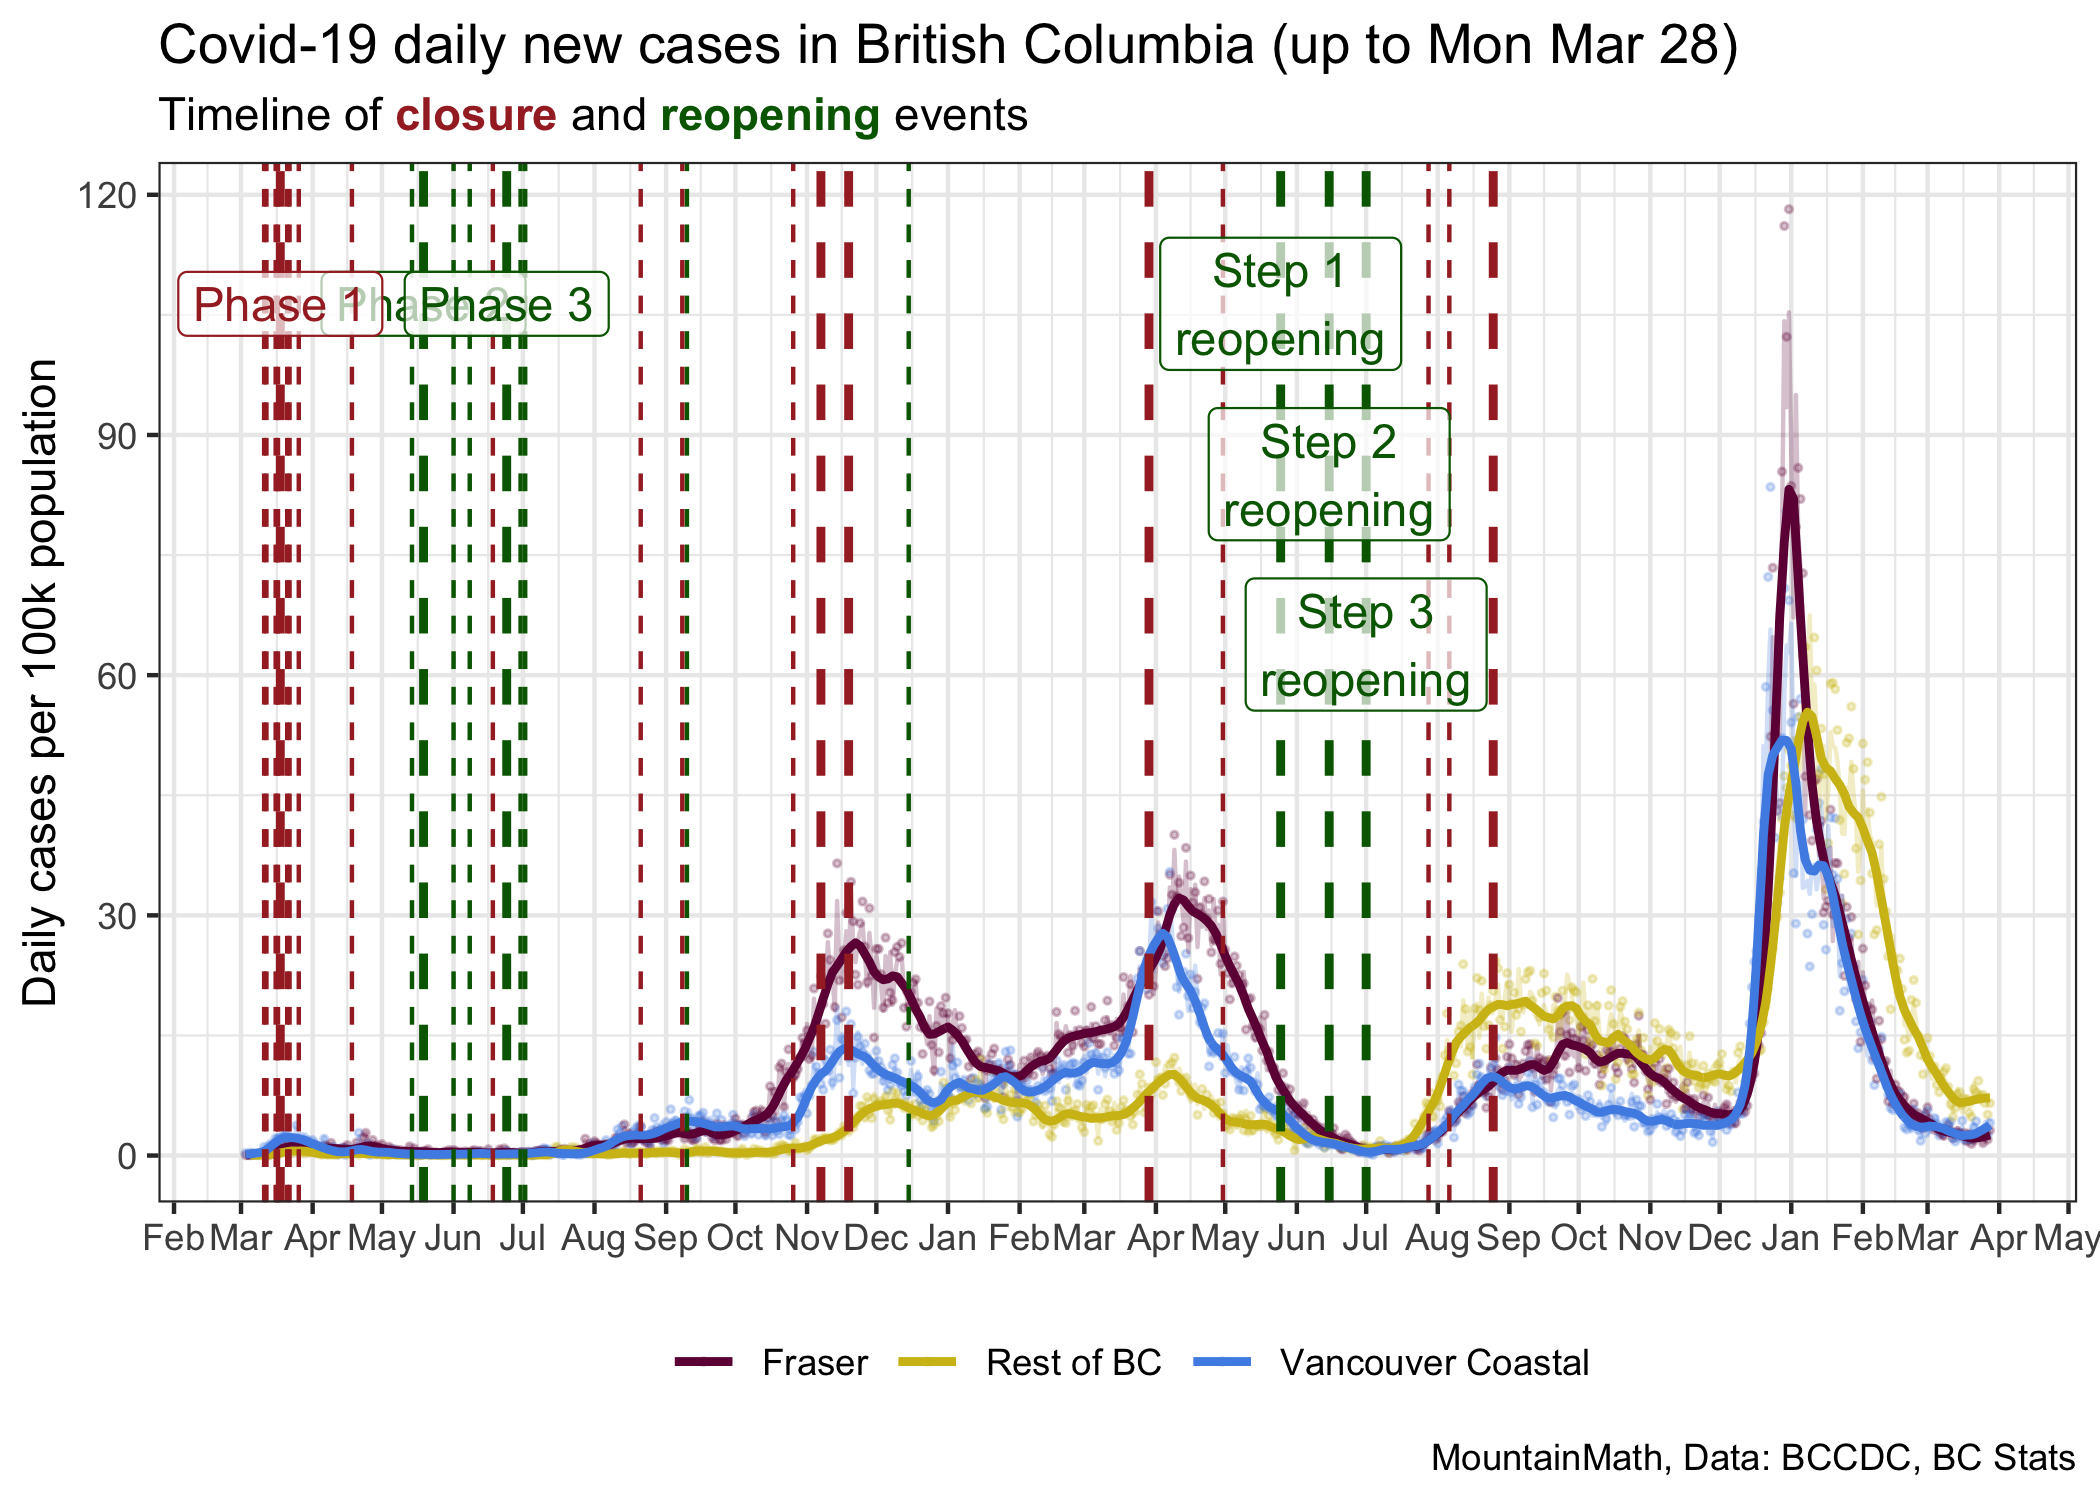 Covid-19 daily new cases in British Columbia (up to Mon Mar 28)
Timeline of closure and reopening events
Daily cases per 100k population
120
90
60
30
0
Phase 1
Phase 2
Phase 3
Step 1
reopening
Step 2
reopening
Step 3
reopening
Feb Mar Apr May Jun Jul Aug Sep Oct Nov Dec Jan Feb Mar Apr May Jun Jul Aug Sep Oct Nov Dec Jan Feb Mar Apr May
Fraser Rest of BC Vancouver Coastal
MountainMath, Data: BCCDC, BC Stats